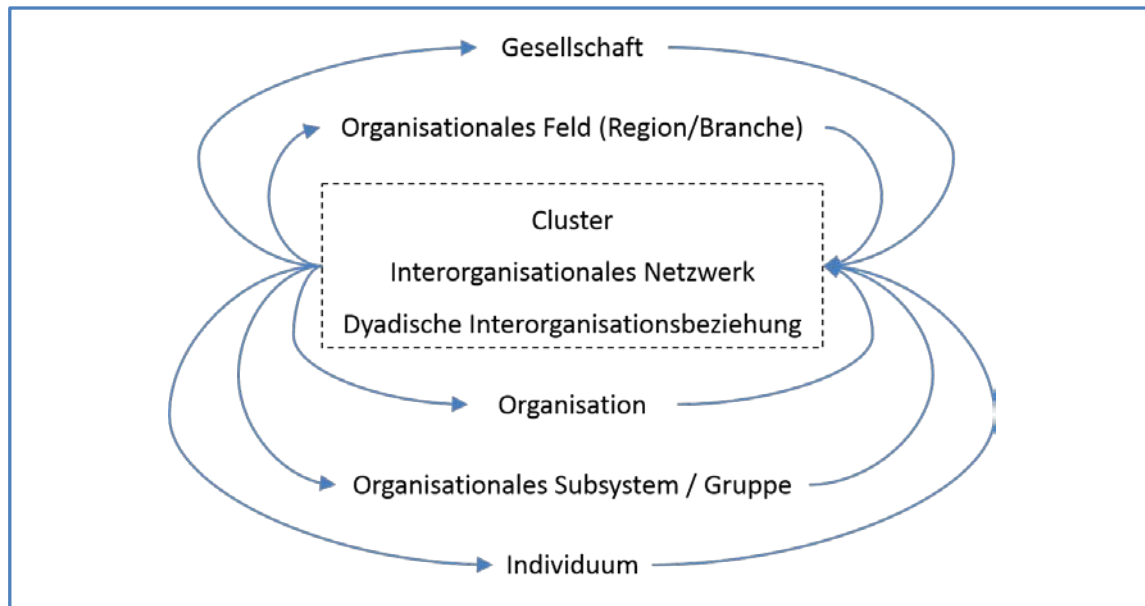 Gesellschaft
Organisationales Feld (Region/Branche)
Cluster
Interorganisationales Netzwerk
Dyadische Interorganisationsbeziehung
Organisation
Organisationales Subsystem / Gruppe
Individuum